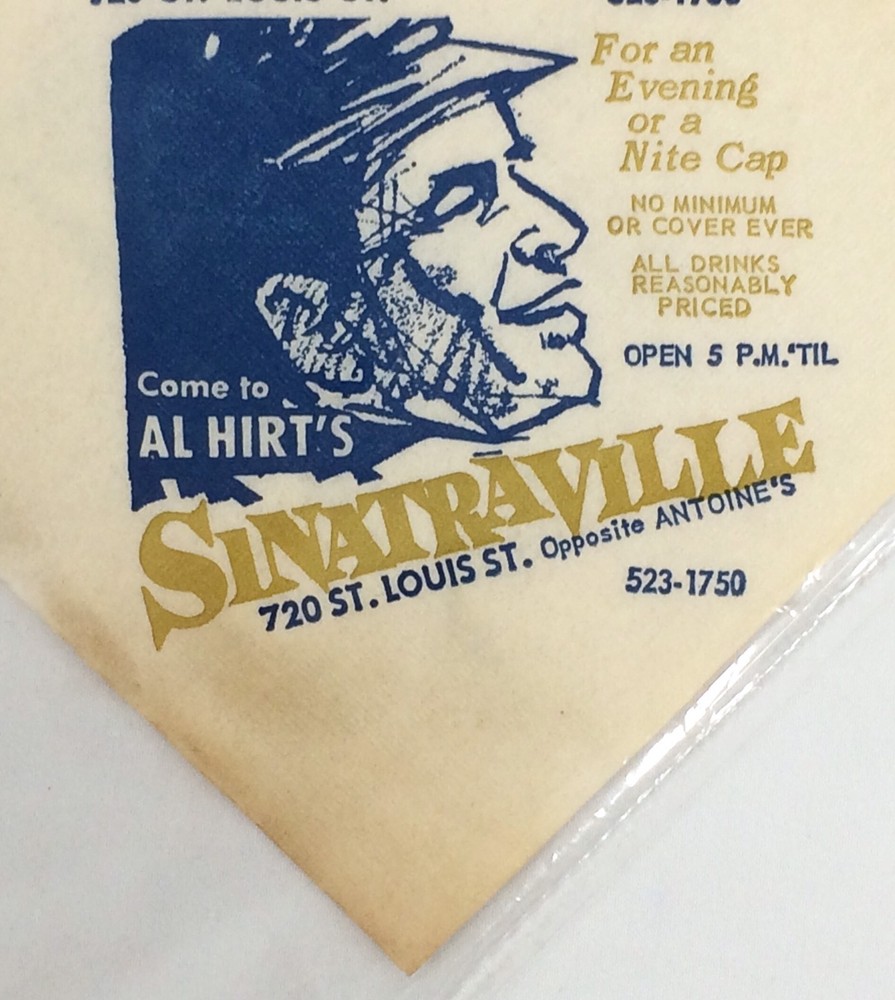 For an
Evening
or a
Nite Cap
NO MINIMUM
OR COVER EVER
ALL DRINKS
REASONABLY
PRICED
OPEN 5 P.M. 'TIL
Come to
AL HIRT'S
SINATRAVILLE
720 ST. LOUIS ST. Opposite ANTOINE'S
523-1750